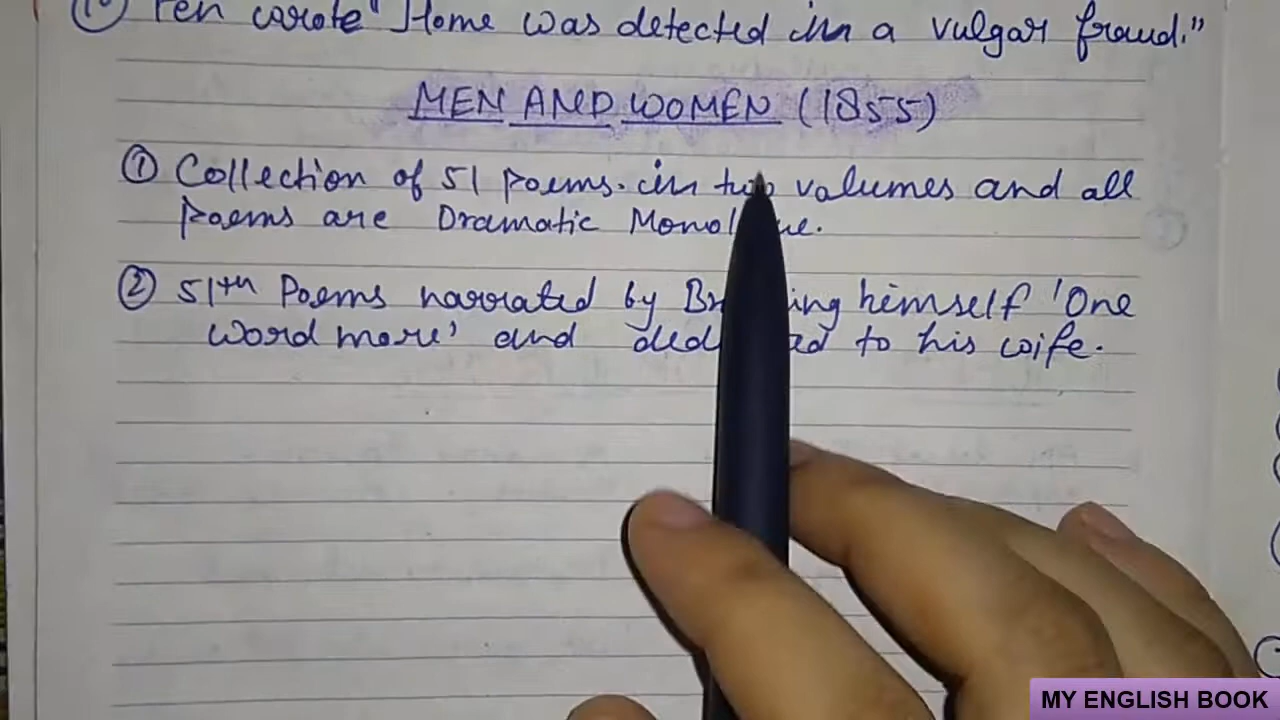 Pen wrote "Home was detected in a vulgar fraud."
MEN AND WOMEN (1855)
① Collection of 51 poems. in two volumes and all
poems are Dramatic
② 51th Poems narrated by himself 'One
word more' and to his wife.
MY ENGLISH BOOK